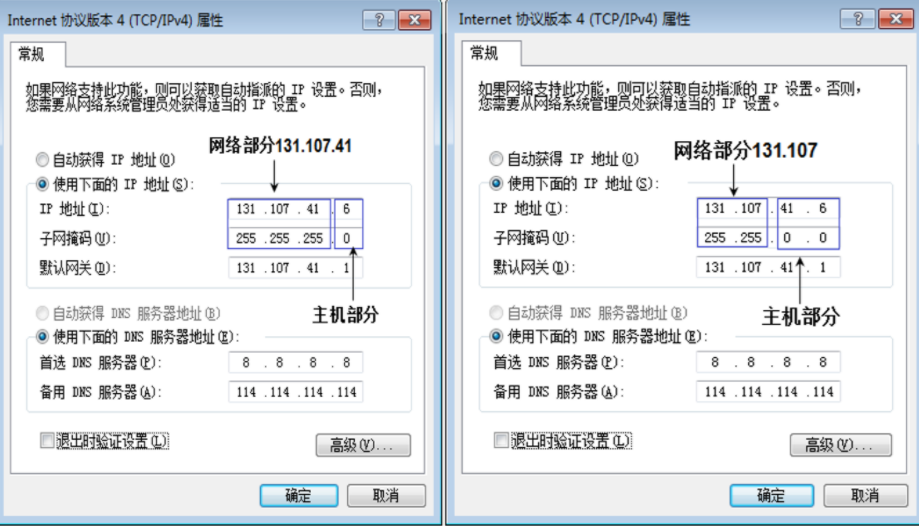 Internet 协议版本 4 (TCP/IPv4) 属性
常规
如果网络支持此功能，则可以获取自动指派的 IP 设置。否则，
您需要从网络系统管理员处获得适当的 IP 设置。
网络部分131.107.41
自动获得 IP 地址(O)
使用下面的 IP 地址(S):
IP 地址(I): 131 .107 . 41 . 6
子网掩码(U): 255 .255 .255 . 0
默认网关(D): 131 .107 . 41 . 1
主机部分
自动获得 DNS 服务器地址(B)
使用下面的 DNS 服务器地址(E):
首选 DNS 服务器(P): 8 . 8 . 8 . 8
备用 DNS 服务器(A): 114 .114 .114 .114
退出时验证设置(L)
高级(V)...
确定
取消
Internet 协议版本 4 (TCP/IPv4) 属性
常规
如果网络支持此功能，则可以获取自动指派的 IP 设置。否则，
您需要从网络系统管理员处获得适当的 IP 设置。
网络部分131.107
自动获得 IP 地址(O)
使用下面的 IP 地址(S):
IP 地址(I): 131 .107 . 41 . 6
子网掩码(U): 255 .255 . 0 . 0
默认网关(D): 131 .107 . 41 . 1
主机部分
自动获得 DNS 服务器地址(B)
使用下面的 DNS 服务器地址(E):
首选 DNS 服务器(P): 8 . 8 . 8 . 8
备用 DNS 服务器(A): 114 .114 .114 .114
退出时验证设置(L)
高级(V)...
确定
取消